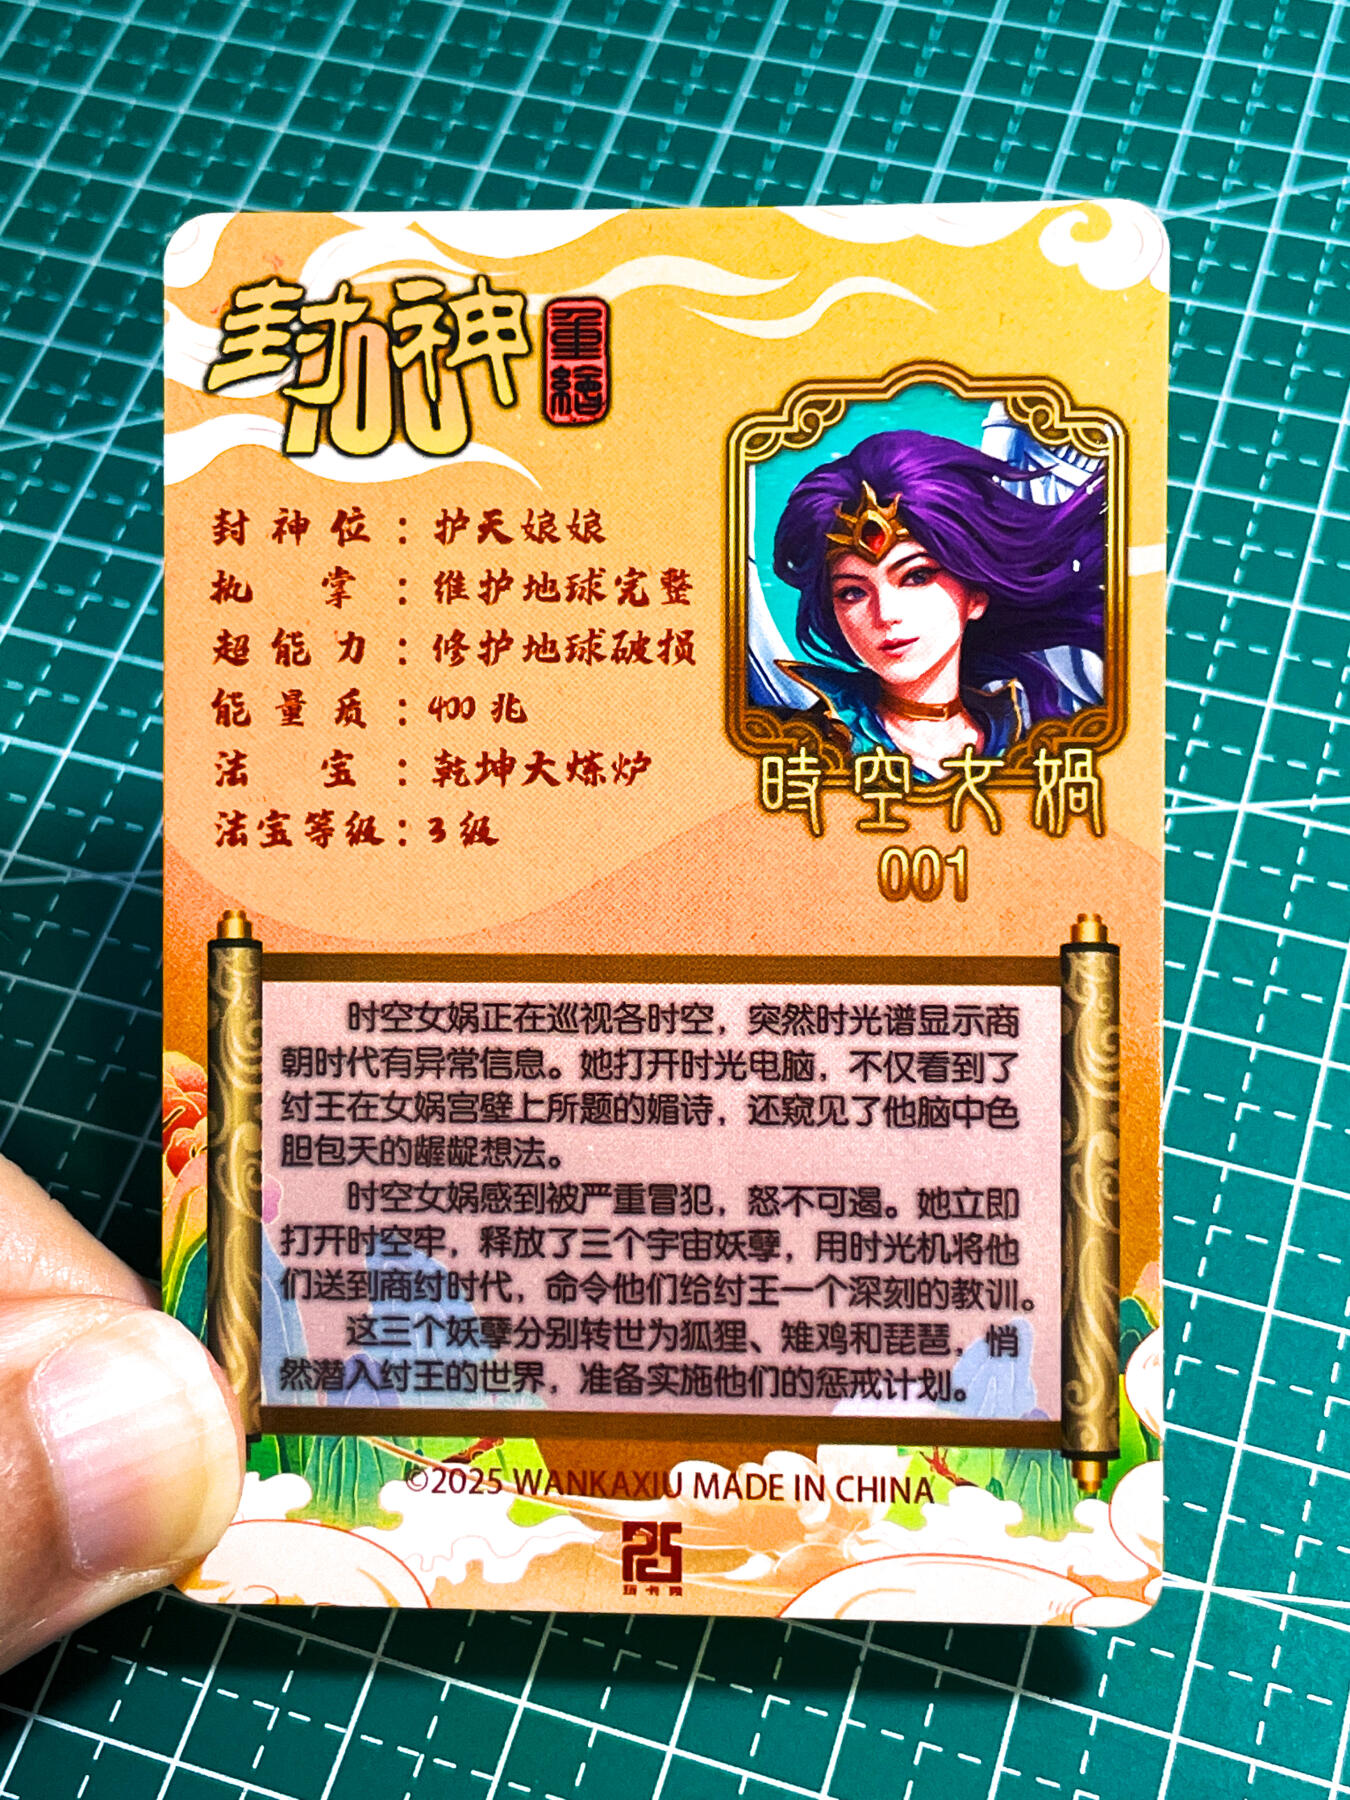 封神
100
重繪
封神位：护天娘娘
执掌：维护地球完整
超能力：修护地球破损
能量质：400兆
法宝：乾坤大炼炉
法宝等级：3级
時空女媧
001
时空女娲正在巡视各时空，突然时光谱显示商
朝时代有异常信息。她打开时光电脑，不仅看到了
纣王在女娲宫壁上所题的媚诗，还窥见了他脑中色
胆包天的龌龊想法。
时空女娲感到被严重冒犯，怒不可遏。她立即
打开时空牢，释放了三个宇宙妖孽，用时光机将他
们送到商纣时代，命令他们给纣王一个深刻的教训。
这三个妖孽分别转世为狐狸、雉鸡和琵琶，悄
然潜入纣王的世界，准备实施他们的惩戒计划。
©2025 WANKAXIU MADE IN CHINA
玩卡秀